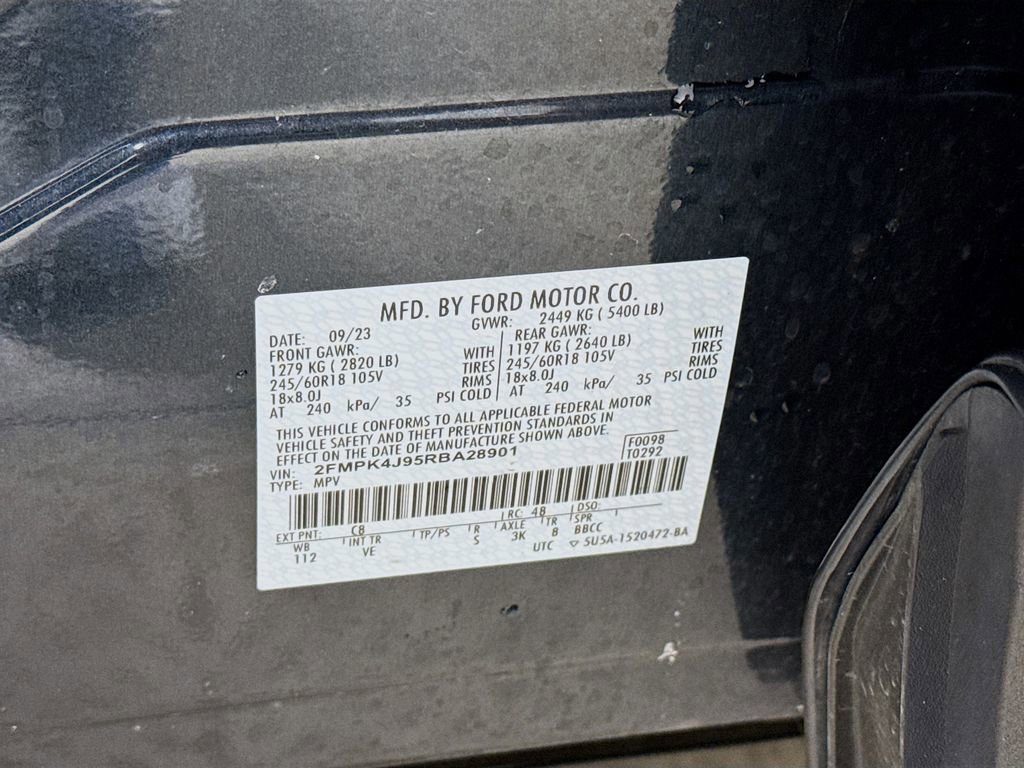 MFD. BY FORD MOTOR CO.
DATE: 09/23 GVWR: 2449 KG ( 5400 LB)
FRONT GAWR: WITH REAR GAWR: WITH
1279 KG ( 2820 LB) TIRES 1197 KG ( 2640 LB) TIRES
245/60R18 105V RIMS 245/60R18 105V RIMS
18x8.0J PSI COLD 18x8.0J PSI COLD
AT 240 kPa/ 35 AT 240 kPa/ 35
THIS VEHICLE CONFORMS TO ALL APPLICABLE FEDERAL MOTOR
VEHICLE SAFETY AND THEFT PREVENTION STANDARDS IN
EFFECT ON THE DATE OF MANUFACTURE SHOWN ABOVE.
VIN: 2FMPK4J95RBA28901 F0098
TYPE: MPV T0292
EXT PNT: C8 RC: 48 DSO:
WB INT TR TP/PS R AXLE TR SPR
112 VE S 3K 8 BBCC
UTC ▽ 5U5A-1520472-BA